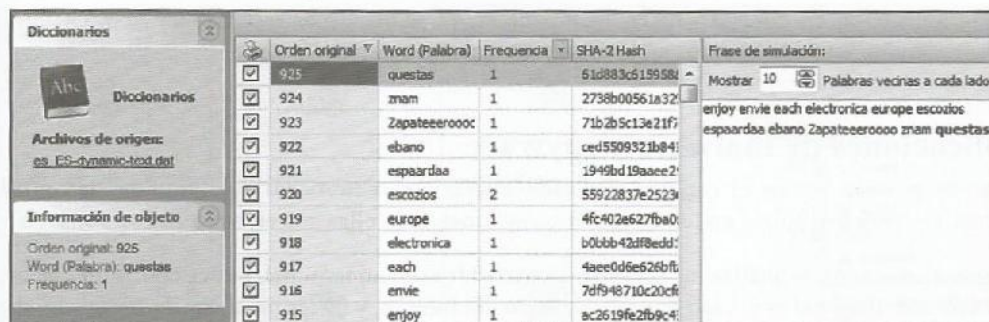 Diccionarios
Abc
Diccionarios
Archivos de origen:
es_ES-dynamic-text.dat
Información de objeto
Orden original: 925
Word (Palabra): questas
Frequencia: 1
Orden original Word (Palabra) Frequencia SHA-2 Hash
925 questas 1
924 znam 1 2738b00561a32
923 Zapateeeroooc 1 71b2b5c13e21f
922 ebano 1 ced5509321b84
921 espaardaa 1 1949bd19aaee2
920 escozios 2 55922837e2523
919 europe 1 4fc402e627fba0
918 electronica 1 b0bbb42df8edd
917 each 1 4aee0d6e626bf
916 envie 1 7df948710c20cf
915 enjoy 1 ac2619fe2fb9c4
Frase de simulación:
Mostrar 10 Palabras vecinas a cada lado
enjoy envie each electronica europe escozios
espaardaa ebano Zapateeeroooo znam questas